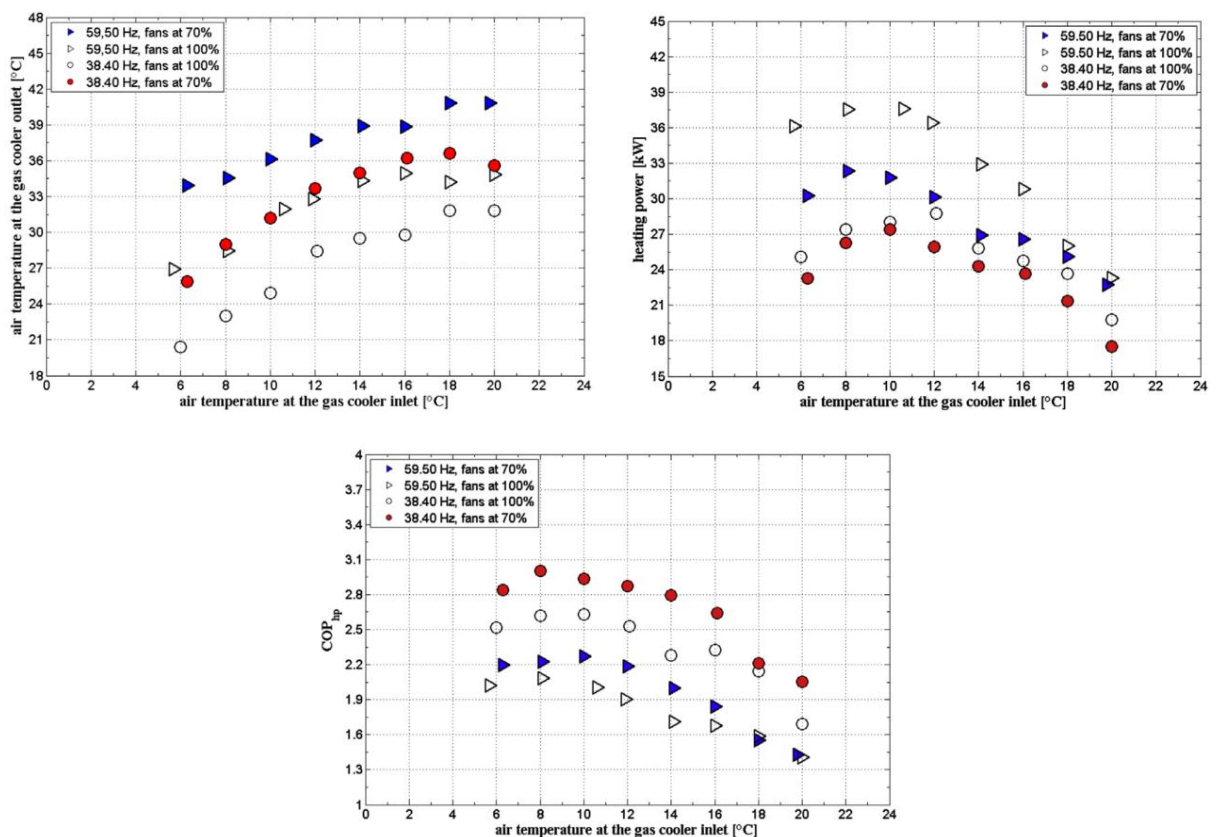 48
45
42
39
36
33
30
27
24
21
18
air temperature at the gas cooler outlet [°C]
59,50 Hz, fans at 70%
59,50 Hz, fans at 100%
38.40 Hz, fans at 100%
38.40 Hz, fans at 70%
0 2 4 6 8 10 12 14 16 18 20 22 24
air temperature at the gas cooler inlet [°C]
45
42
39
36
33
30
27
24
21
18
15
heating power [kW]
59.50 Hz, fans at 70%
59.50 Hz, fans at 100%
38.40 Hz, fans at 100%
38.40 Hz, fans at 70%
0 2 4 6 8 10 12 14 16 18 20 22 24
air temperature at the gas cooler inlet [°C]
4
3.7
3.4
3.1
2.8
2.5
2.2
1.9
1.6
1.3
1
COPhp
59.50 Hz, fans at 70%
59.50 Hz, fans at 100%
38.40 Hz, fans at 100%
38.40 Hz, fans at 70%
0 2 4 6 8 10 12 14 16 18 20 22 24
air temperature at the gas cooler inlet [°C]